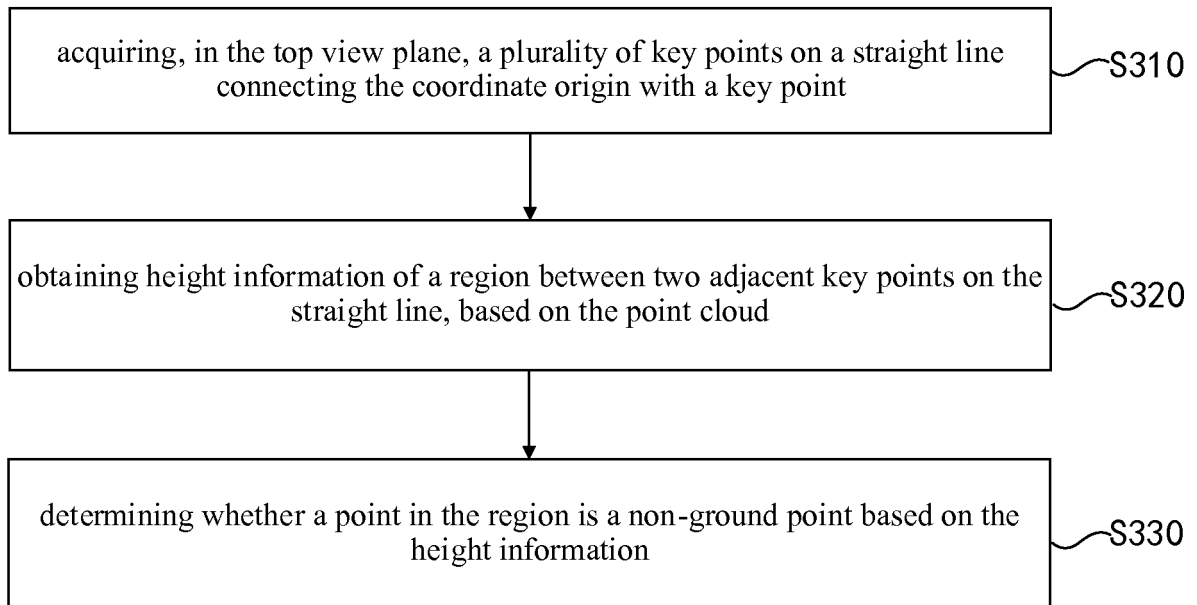 acquiring, in the top view plane, a plurality of key points on a straight line
connecting the coordinate origin with a key point
S310
obtaining height information of a region between two adjacent key points on the
straight line, based on the point cloud
S320
determining whether a point in the region is a non-ground point based on the
height information
S330